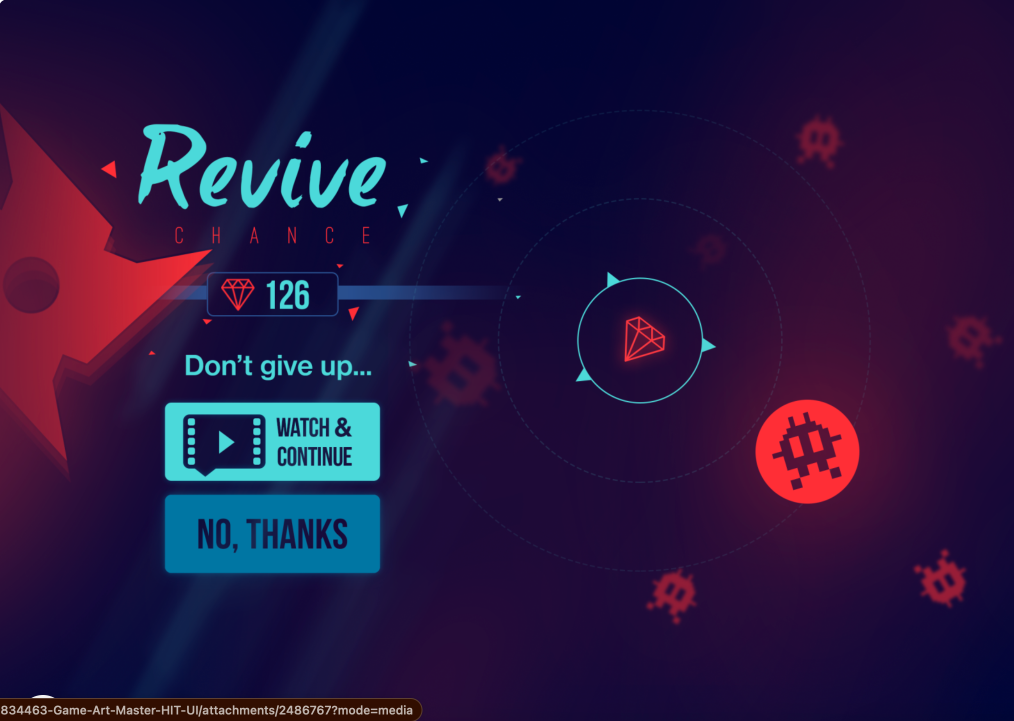 Revive
CHANCE
126
Don't give up...
WATCH &
CONTINUE
NO, THANKS
834463-Game-Art-Master-HIT-UI/attachments/2486767?mode=media